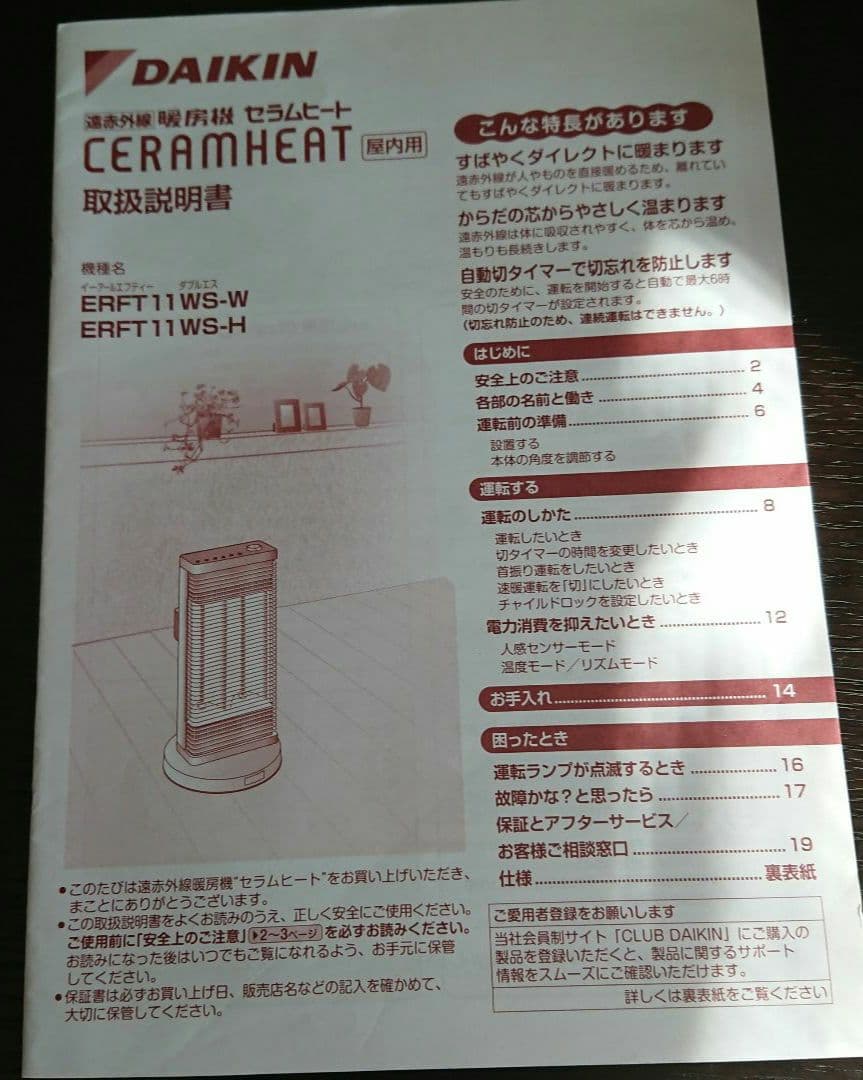 DAIKIN
遠赤外線暖房機 セラムヒート
CERAMHEAT 屋内用
取扱説明書
機種名
イーアールエフティー ダブルエス
ERFT11WS-W
ERFT11WS-H
●このたびは遠赤外線暖房機"セラムヒート"をお買い上げいただき、
まことにありがとうございます。
●この取扱説明書をよくお読みのうえ、正しく安全にご使用ください。
ご使用前に「安全上のご注意」(▶2〜3ページ)を必ずお読みください。
お読みになった後はいつでもご覧になれるよう、お手元に保管
してください。
●保証書は必ずお買い上げ日、販売店名などの記入を確かめて、
大切に保管してください。
こんな特長があります
すばやくダイレクトに暖まります
遠赤外線が人やものを直接暖めるため、離れてい
てもすばやくダイレクトに暖まります。
からだの芯からやさしく温まります
遠赤外線は体に吸収されやすく、体を芯から温め。
温もりも長続きします。
自動切タイマーで切忘れを防止します
安全のために、運転を開始すると自動で最大6時
間の切タイマーが設定されます。
(切忘れ防止のため、連続運転はできません。)
はじめに
安全上のご注意 2
各部の名前と働き 4
運転前の準備 6
設置する
本体の角度を調節する
運転する
運転のしかた 8
運転したいとき
切タイマーの時間を変更したいとき
首振り運転をしたいとき
速暖運転を「切」にしたいとき
チャイルドロックを設定したいとき
電力消費を抑えたいとき 12
人感センサーモード
温度モード／リズムモード
お手入れ 14
困ったとき
運転ランプが点滅するとき 16
故障かな？と思ったら 17
保証とアフターサービス／
お客様ご相談窓口 19
仕様 裏表紙
ご愛用者登録をお願いします
当社会員制サイト「CLUB DAIKIN」にご購入の
製品を登録いただくと、製品に関するサポート
情報をスムーズにご確認いただけます。
詳しくは裏表紙をご覧ください